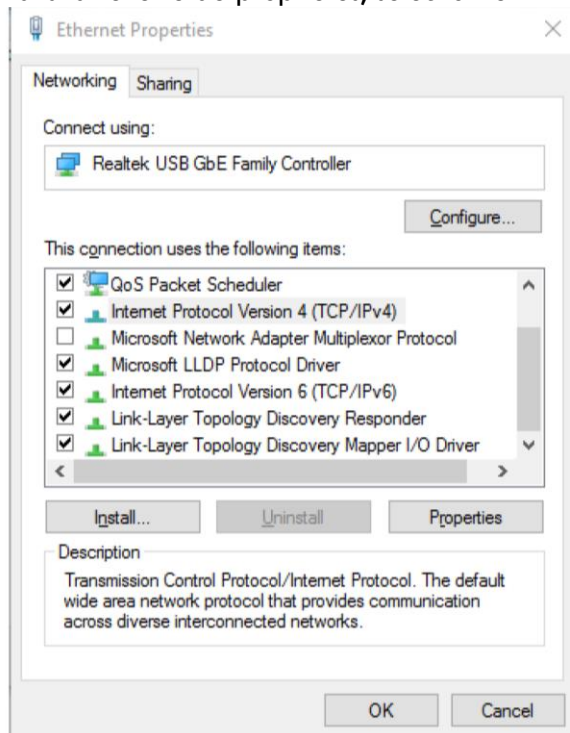 Ethernet Properties
Networking Sharing
Connect using:
Realtek USB GbE Family Controller
Configure...
This connection uses the following items:
QoS Packet Scheduler
Internet Protocol Version 4 (TCP/IPv4)
Microsoft Network Adapter Multiplexor Protocol
Microsoft LLDP Protocol Driver
Internet Protocol Version 6 (TCP/IPv6)
Link-Layer Topology Discovery Responder
Link-Layer Topology Discovery Mapper I/O Driver
Install... Uninstall Properties
Description
Transmission Control Protocol/Internet Protocol. The default
wide area network protocol that provides communication
across diverse interconnected networks.
OK Cancel